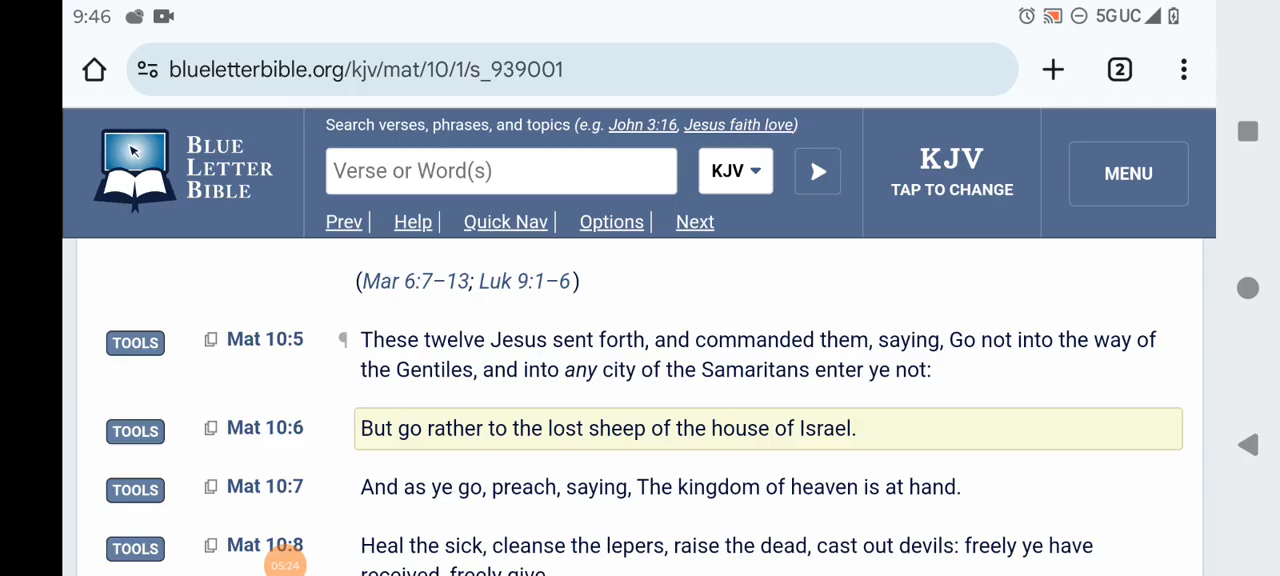 9:46 5G UC
blueletterbible.org/kjv/mat/10/1/s_939001 2
BLUE
LETTER
BIBLE
Search verses, phrases, and topics (e.g. John 3:16, Jesus faith love)
Verse or Word(s) KJV
Prev| Help| Quick Nav| Options| Next
KJV
TAP TO CHANGE
MENU
(Mar 6:7–13; Luk 9:1–6)
TOOLS Mat 10:5 ¶ These twelve Jesus sent forth, and commanded them, saying, Go not into the way of
the Gentiles, and into any city of the Samaritans enter ye not:
TOOLS Mat 10:6 But go rather to the lost sheep of the house of Israel.
TOOLS Mat 10:7 And as ye go, preach, saying, The kingdom of heaven is at hand.
TOOLS Mat 10:8 Heal the sick, cleanse the lepers, raise the dead, cast out devils: freely ye have
received, freely give.
05:24